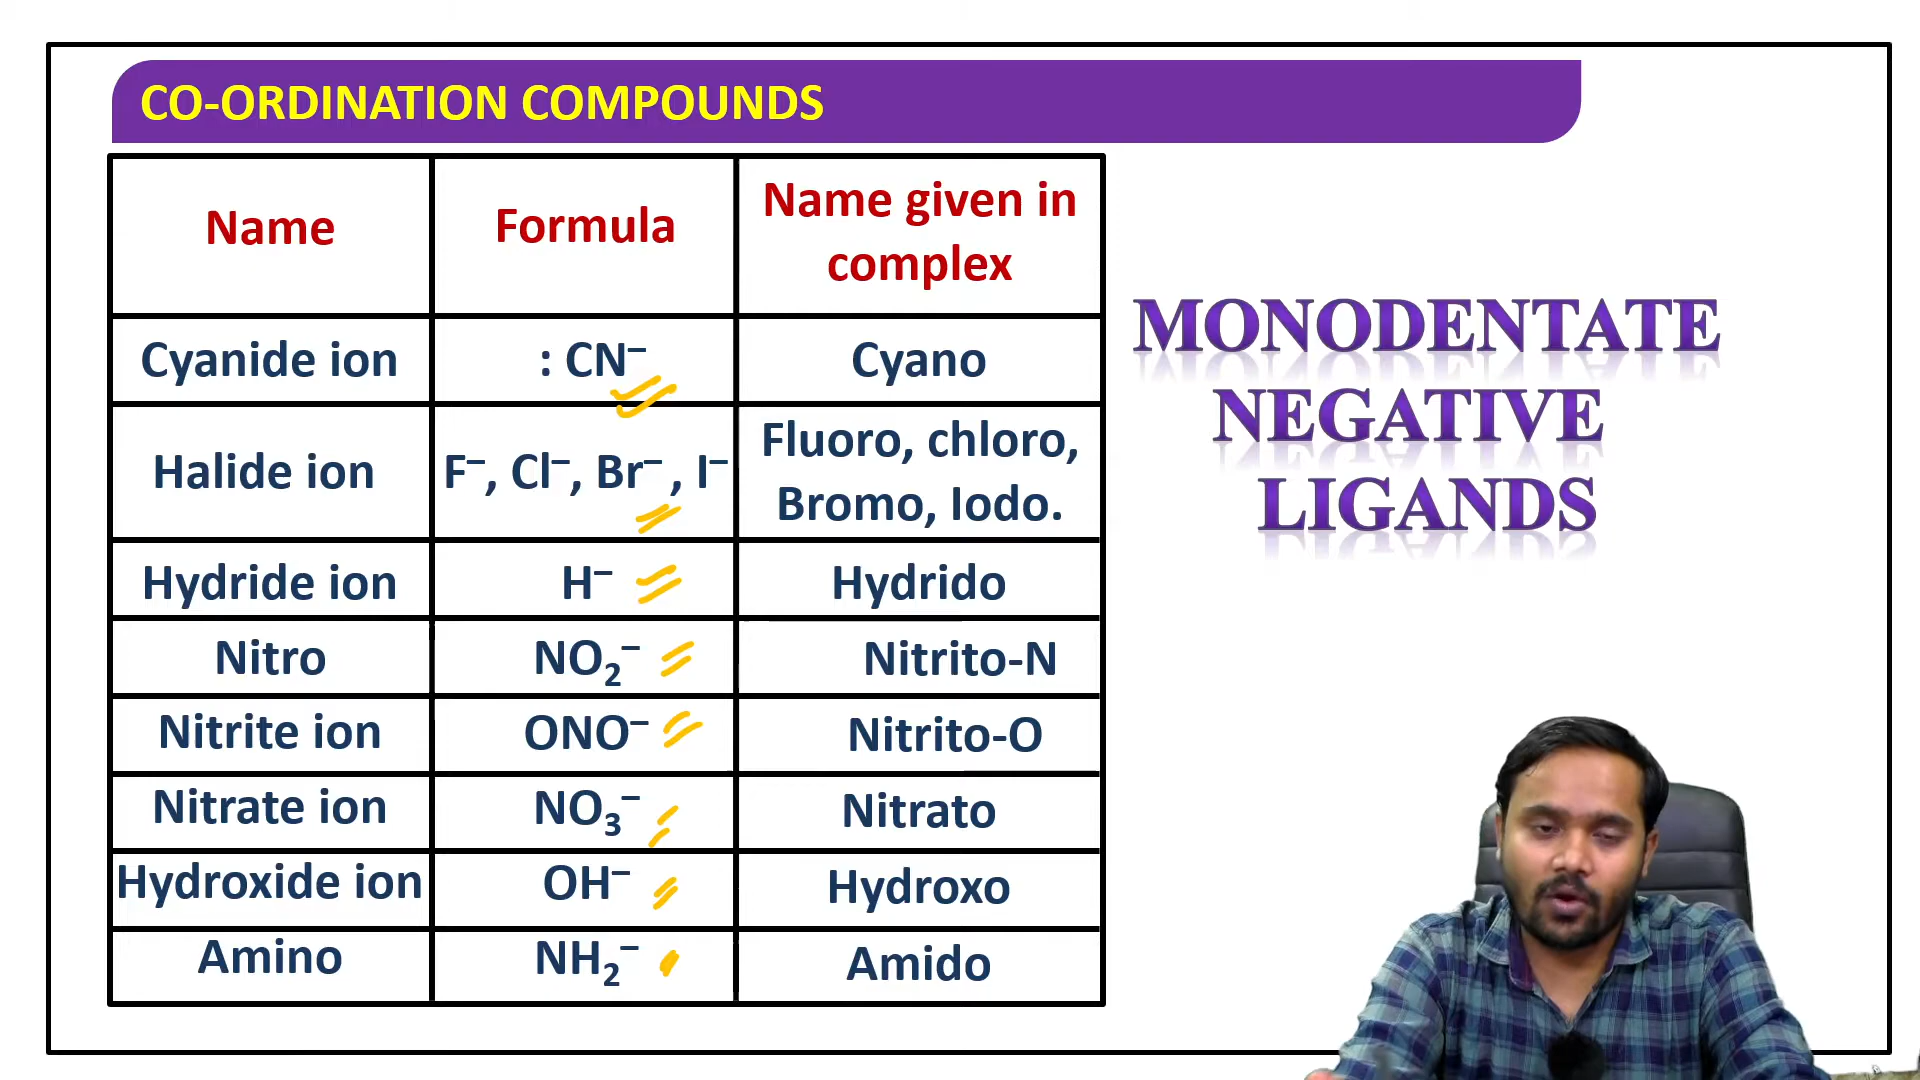 CO-ORDINATION COMPOUNDS
Name Formula Name given in
complex
Cyanide ion : CN⁻ Cyano
Halide ion F⁻, Cl⁻, Br⁻, I⁻ Fluoro, chloro,
Bromo, Iodo.
Hydride ion H⁻ Hydrido
Nitro NO₂⁻ Nitrito-N
Nitrite ion ONO⁻ Nitrito-O
Nitrate ion NO₃⁻ Nitrato
Hydroxide ion OH⁻ Hydroxo
Amino NH₂⁻ Amido
MONODENTATE
NEGATIVE
LIGANDS